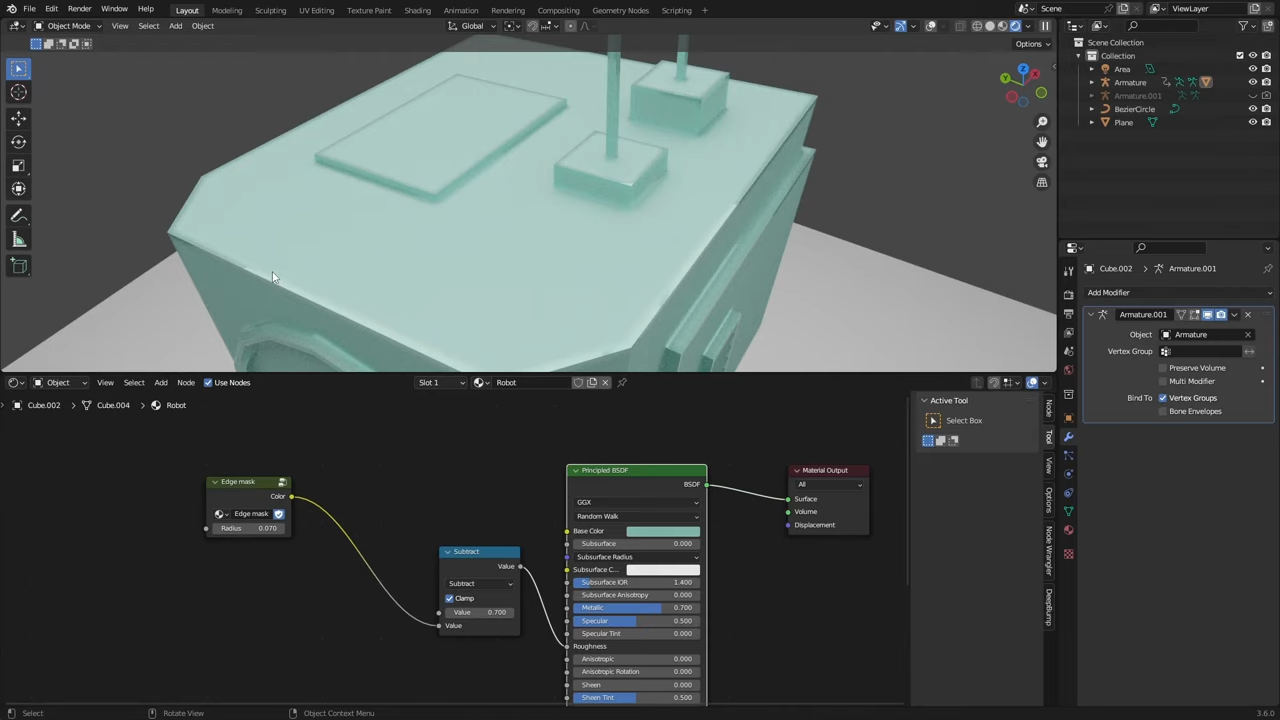 File Edit Render Window Help Layout Modeling Sculpting UV Editing Texture Paint Shading Animation Rendering Compositing Geometry Nodes Scripting + Scene ViewLayer
Object Mode View Select Add Object Global
Options
Scene Collection
Collection
Area
Armature
Armature.001
BezierCircle
Plane
Cube.002 Armature.001
Add Modifier
Armature.001
Object Armature
Vertex Group
Preserve Volume
Multi Modifier
Bind To Vertex Groups
Bone Envelopes
Object View Select Add Node Use Nodes Slot 1 Robot
Cube.002 > Cube.004 > Robot
Edge mask
Color
Edge mask
Radius 0.070
Subtract
Value
Subtract
Clamp
Value 0.700
Value
Principled BSDF
BSDF
GGX
Random Walk
Base Color
Subsurface 0.000
Subsurface Radius
Subsurface C...
Subsurface IOR 1.400
Subsurface Anisotropy 0.000
Metallic 0.700
Specular 0.500
Specular Tint 0.000
Roughness
Anisotropic 0.000
Anisotropic Rotation 0.000
Sheen 0.000
Sheen Tint 0.500
Material Output
All
Surface
Volume
Displacement
Active Tool
Select Box
Node
Tool
View
Options
Node Wrangler
DeepBump
Select Rotate View Object Context Menu 3.6.0